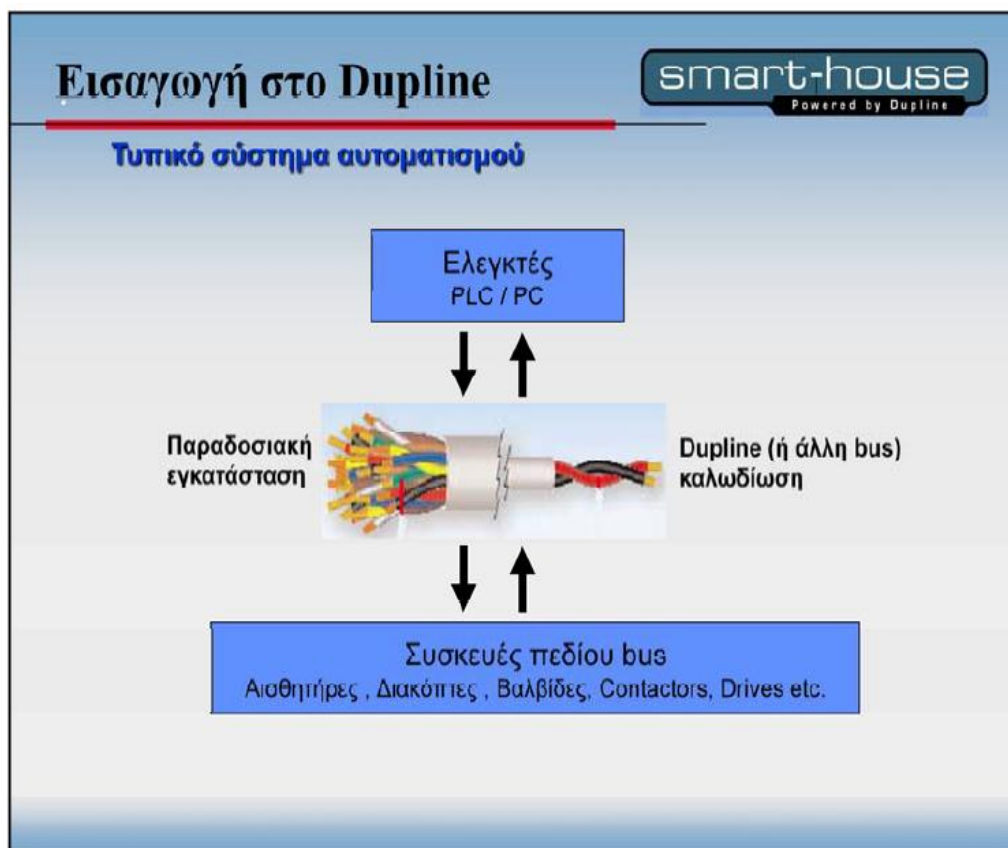 Εισαγωγή στο Dupline
smart-house
Powered by Dupline
Τυπικό σύστημα αυτοματισμού
Ελεγκτές
PLC / PC
Παραδοσιακή
εγκατάσταση
Dupline (ή άλλη bus)
καλωδίωση
Συσκευές πεδίου bus
Αισθητήρες , Διακόπτες , Βαλβίδες, Contactors, Drives etc.